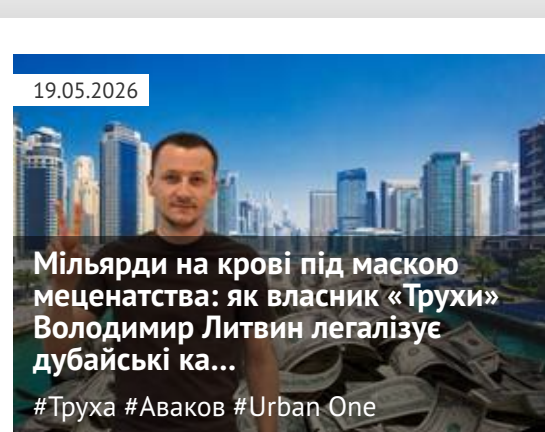 19.05.2026
Мільярди на крові під маскою
меценатства: як власник «Трухи»
Володимир Литвин легалізує
дубайські ка...
#Труха #Аваков #Urban One